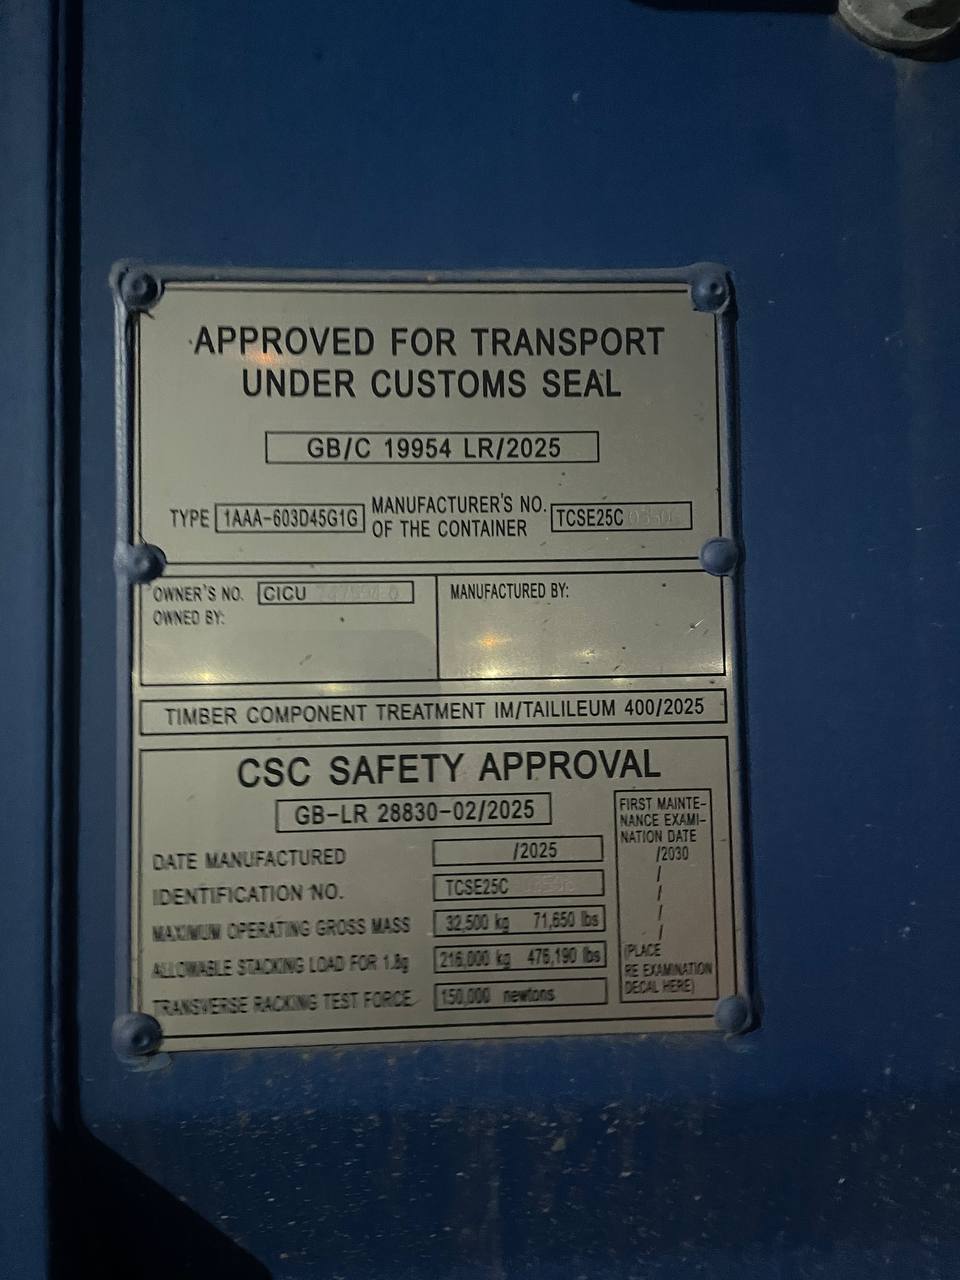 APPROVED FOR TRANSPORT
UNDER CUSTOMS SEAL
GB/C 19954 LR/2025
TYPE 1AAA-603D45G1G MANUFACTURER'S NO. OF THE CONTAINER TCSE25C
OWNER'S NO. CICU
OWNED BY:
MANUFACTURED BY:
TIMBER COMPONENT TREATMENT IM/TAILILEUM 400/2025
CSC SAFETY APPROVAL
GB-LR 28830-02/2025
DATE MANUFACTURED /2025
IDENTIFICATION NO. TCSE25C
MAXIMUM OPERATING GROSS MASS 32,500 kg 71,650 lbs
ALLOWABLE STACKING LOAD FOR 1.8g 216,000 kg 476,190 lbs
TRANSVERSE RACKING TEST FORCE 150,000 newtons
FIRST MAINTE-
NANCE EXAMI-
NATION DATE
/2030
/
/
/
/
(PLACE
RE EXAMINATION
DECAL HERE)